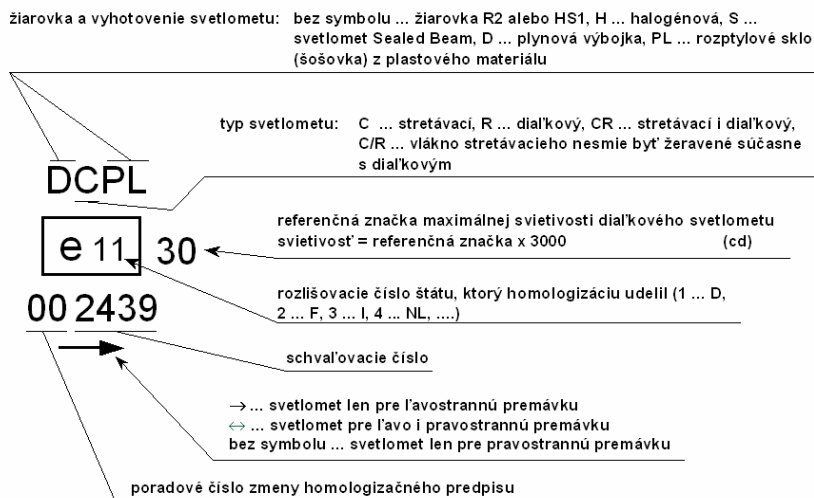 žiarovka a vyhotovenie svetlometu: bez symbolu ... žiarovka R2 alebo HS1, H ... halogénová, S ...
svetlomet Sealed Beam, D ... plynová výbojka, PL ... rozptylové sklo
(šošovka) z plastového materiálu
typ svetlometu: C ... stretávací, R ... diaľkový, CR ... stretávací i diaľkový,
C/R ... vlákno stretávacieho nesmie byť žeravené súčasne
s diaľkovým
DCPL
referenčná značka maximálnej svietivosti diaľkového svetlometu
svietivosť = referenčná značka x 3000 (cd)
e 11 30
rozlišovacie číslo štátu, ktorý homologizáciu udelil (1 ... D,
2 ... F, 3 ... I, 4 ... NL, ....)
00 2439
schvaľovacie číslo
→ ... svetlomet len pre ľavostrannú premávku
↔ ... svetlomet pre ľavo i pravostrannú premávku
bez symbolu ... svetlomet len pre pravostrannú premávku
poradové číslo zmeny homologizačného predpisu